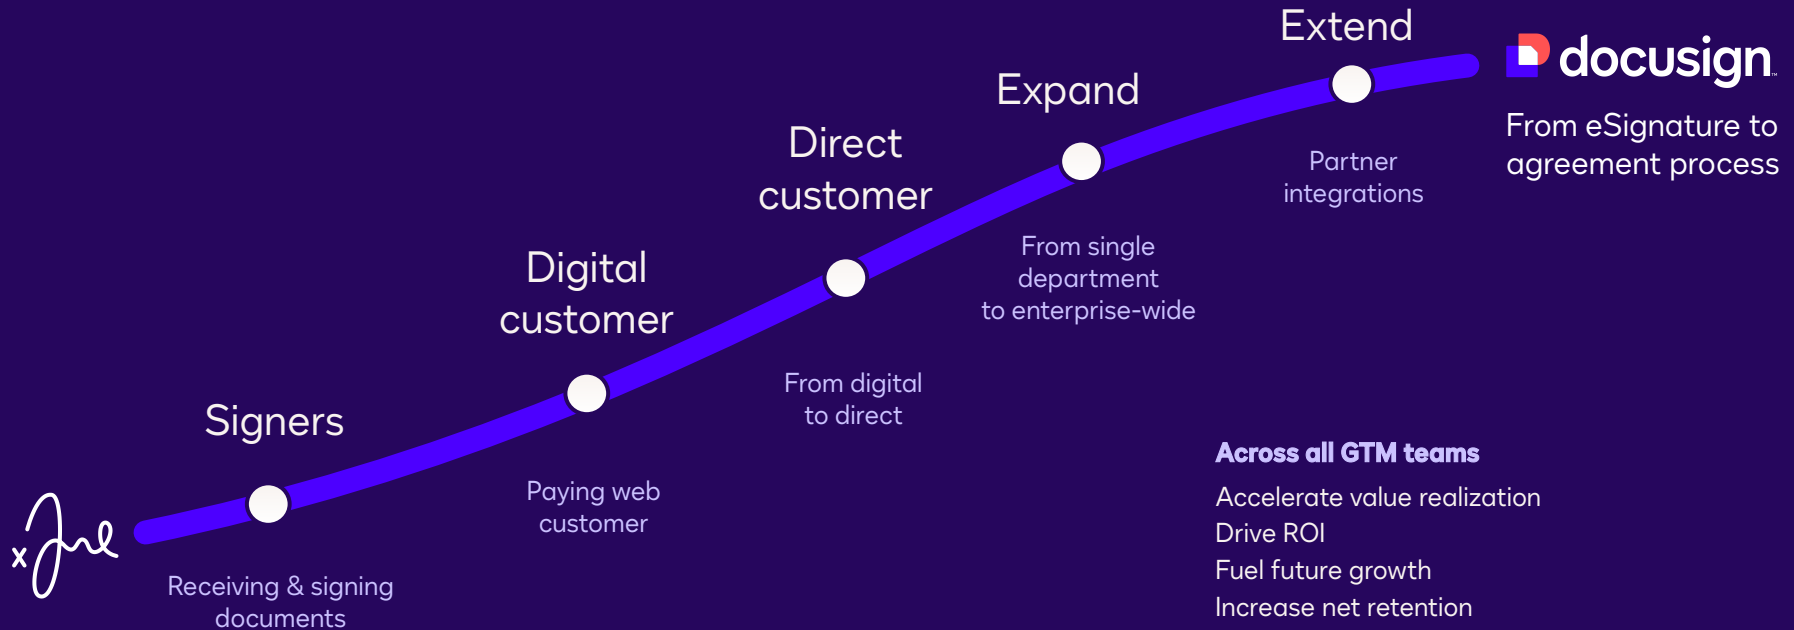 Extend
docusign™
Expand
From eSignature to
agreement process
Direct
customer
Partner
integrations
From single
department
to enterprise-wide
Digital
customer
From digital
to direct
Signers
Across all GTM teams
Accelerate value realization
Drive ROI
Fuel future growth
Increase net retention
Paying web
customer
x
Receiving & signing
documents